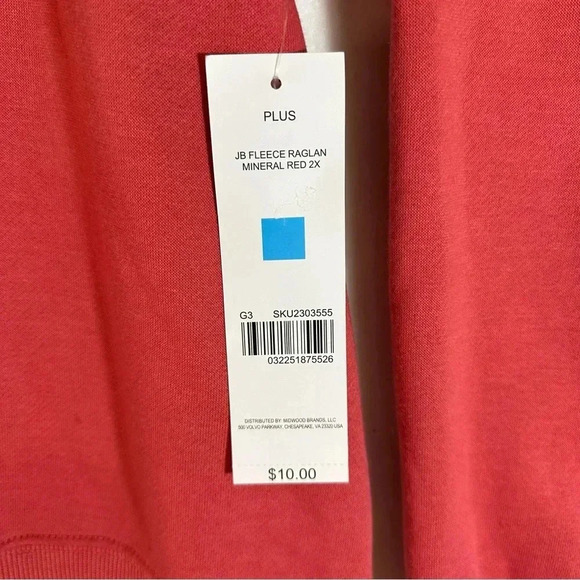 PLUS
JB FLEECE RAGLAN
MINERAL RED 2X
G3 SKU2303555
032251875526
DISTRIBUTED BY: MIDWOOD BRANDS, LLC
500 VOLVO PARKWAY, CHESAPEAKE, VA 23320 USA
$10.00